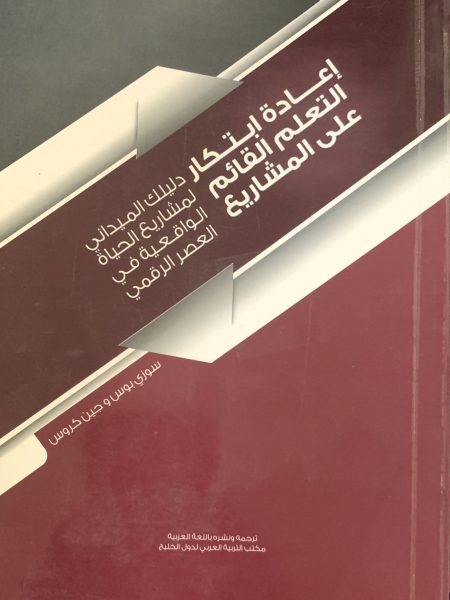 إعادة ابتكار
التعلم القائم
على المشاريع
دليلك الميداني
لمشاريع الحياة
الواقعية في
العصر الرقمي
سوزي بوس و جين كروس
ترجمه ونشره باللغة العربية
مكتب التربية العربي لدول الخليج